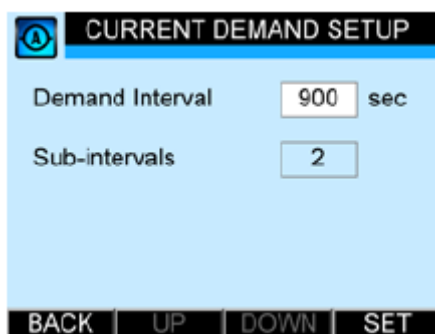 A CURRENT DEMAND SETUP
Demand Interval 900 sec
Sub-intervals 2
BACK UP DOWN SET